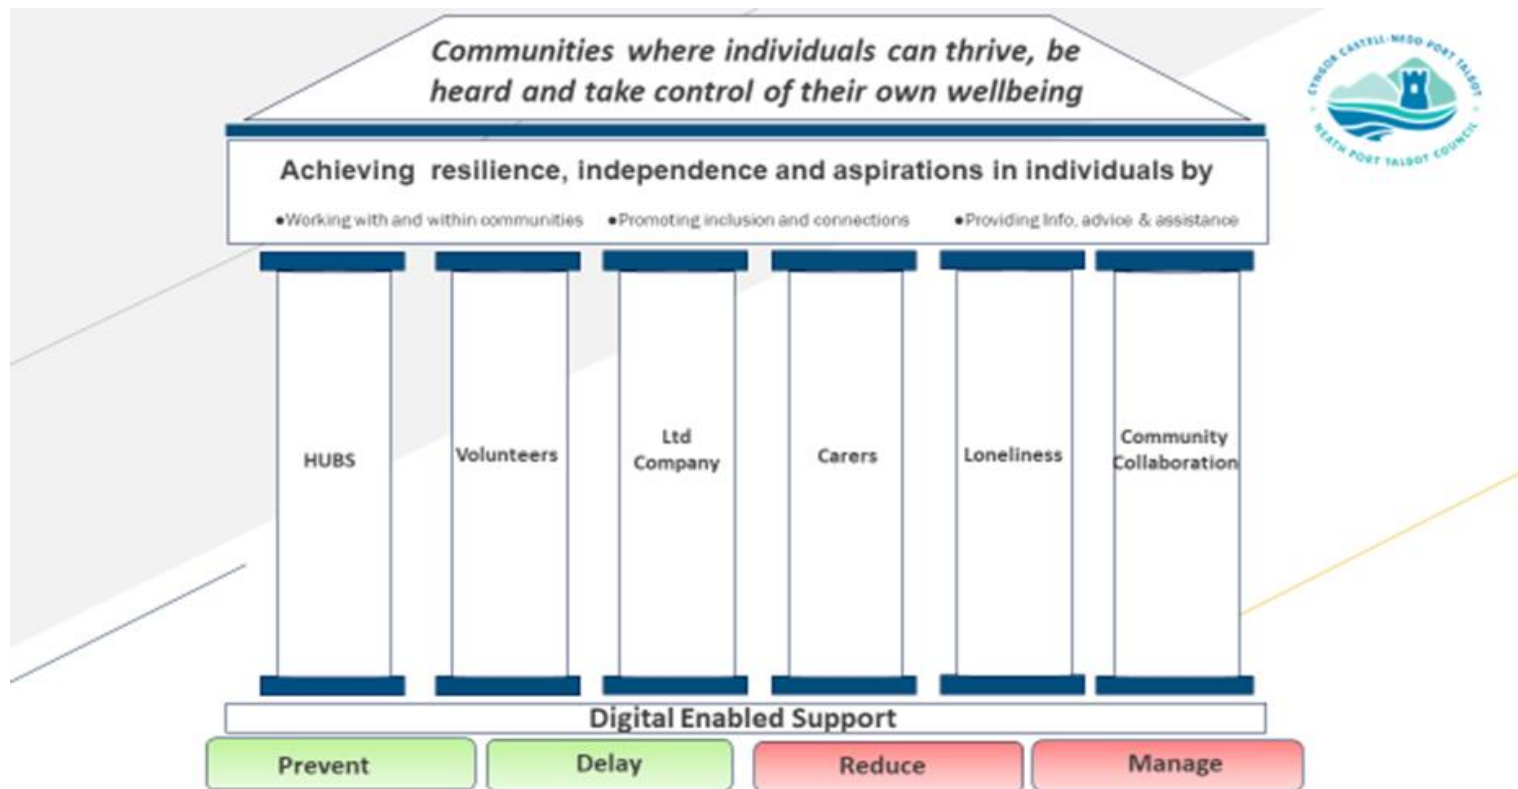 Communities where individuals can thrive, be
heard and take control of their own wellbeing
CYNGOR CASTELL-NEDD PORT TALBOT
NEATH PORT TALBOT COUNCIL
Achieving resilience, independence and aspirations in individuals by
●Working with and within communities ●Promoting inclusion and connections ●Providing Info, advice & assistance
HUBS
Volunteers
Ltd
Company
Carers
Loneliness
Community
Collaboration
Digital Enabled Support
Prevent
Delay
Reduce
Manage